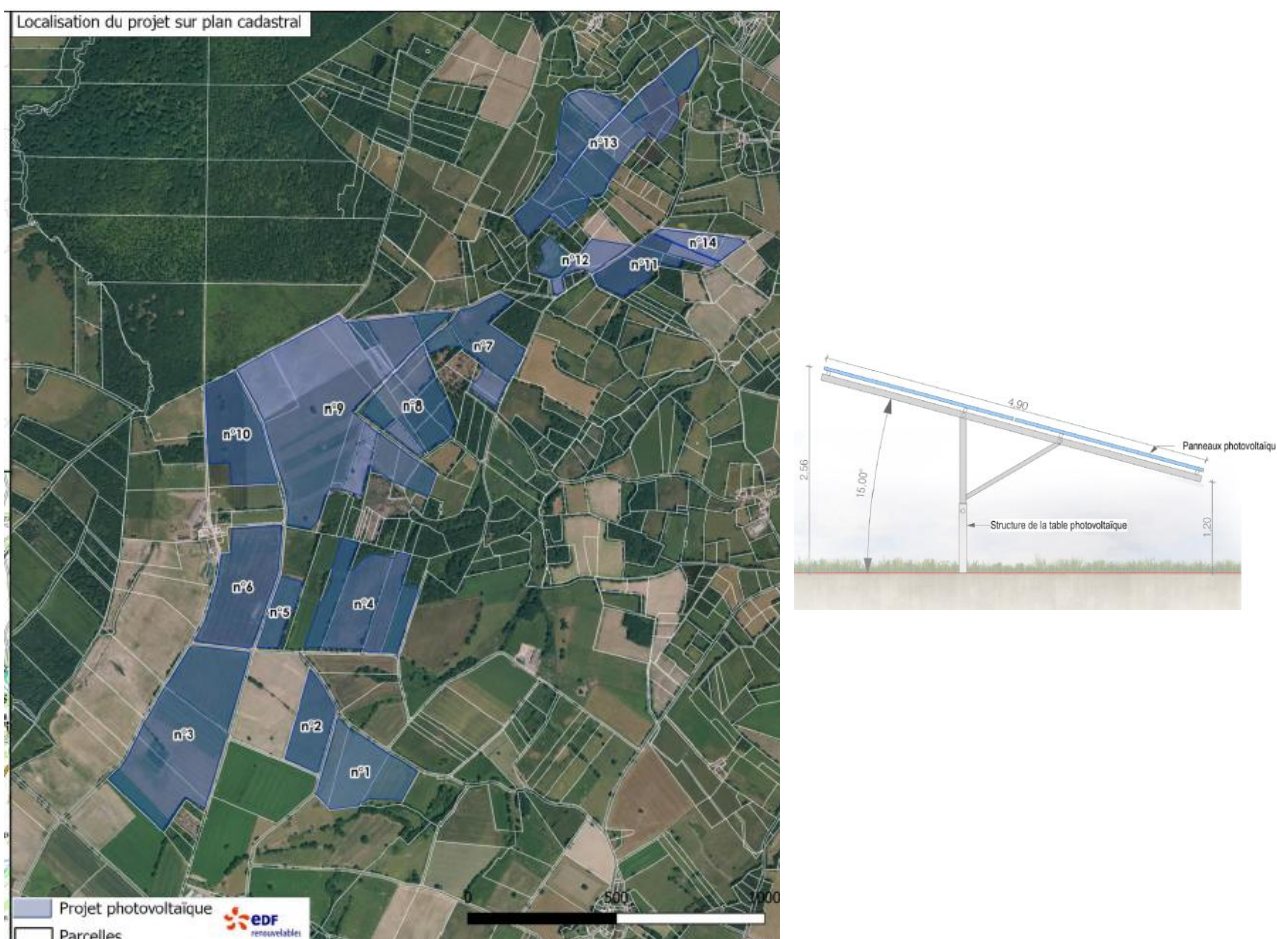 Localisation du projet sur plan cadastral
n°13
n°14
n°12
n°11
n°7
n°9
n°8
n°10
n°6
n°5
n°4
n°3
n°2
n°1
Projet photovoltaïque
Parcelles
edf
renouvelables
0
500
1000
4.90
Panneaux photovoltaïqu
2.56
15.00°
Structure de la table photovoltaïque
1.20